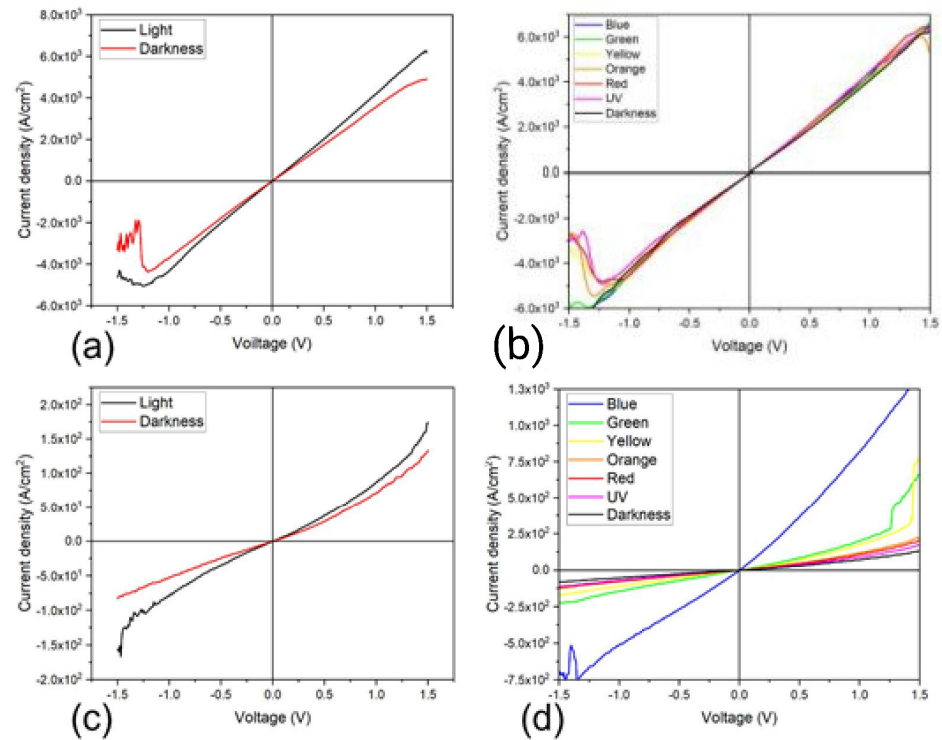 8.0x10³
Light
Darkness
6.0x10³
4.0x10³
2.0x10³
0.0
-2.0x10³
-4.0x10³
-6.0x10³
Current density (A/cm²)
-1.5 -1.0 -0.5 0.0 0.5 1.0 1.5
Voiltage (V)
(a)
Blue
Green
Yellow
Orange
Red
UV
Darkness
6.0x10³
4.0x10³
2.0x10³
0.0
-2.0x10³
-4.0x10³
-6.0x10³
Current density (A/cm²)
-1.5 -1.0 -0.5 0.0 0.5 1.0 1.5
Voltage (V)
(b)
Light
Darkness
2.0x10²
1.5x10²
1.0x10²
5.0x10¹
0.0
-5.0x10¹
-1.0x10²
-1.5x10²
-2.0x10²
Current density (A/cm²)
-1.5 -1.0 -0.5 0.0 0.5 1.0 1.5
Voltage (V)
(c)
1.3x10³
Blue
Green
Yellow
Orange
Red
UV
Darkness
1.0x10³
7.5x10²
5.0x10²
2.5x10²
0.0
-2.5x10²
-5.0x10²
-7.5x10²
Current density (A/cm²)
-1.5 -1.0 -0.5 0.0 0.5 1.0 1.5
Voltage (V)
(d)